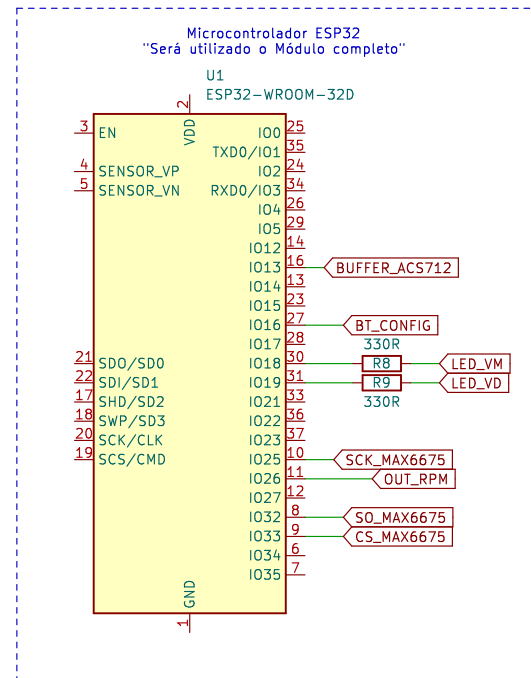 Microcontrolador ESP32
"Será utilizado o Módulo completo"
U1
ESP32-WROOM-32D
2
VDD
3 EN IO0 25
TXD0/IO1 35
4 SENSOR_VP IO2 24
5 SENSOR_VN RXD0/IO3 34
IO4 26
IO5 29
IO12 14
IO13 16 BUFFER_ACS712
IO14 13
IO15 23
IO16 27 BT_CONFIG
IO17 28 330R
21 SDO/SD0 IO18 30 R8 LED_VM
22 SDI/SD1 IO19 31 R9 LED_VD
17 SHD/SD2 IO21 33 330R
18 SWP/SD3 IO22 36
20 SCK/CLK IO23 37
19 SCS/CMD IO25 10 SCK_MAX6675
IO26 11 OUT_RPM
IO27 12
IO32 8 SO_MAX6675
IO33 9 CS_MAX6675
IO34 6
IO35 7
GND
1